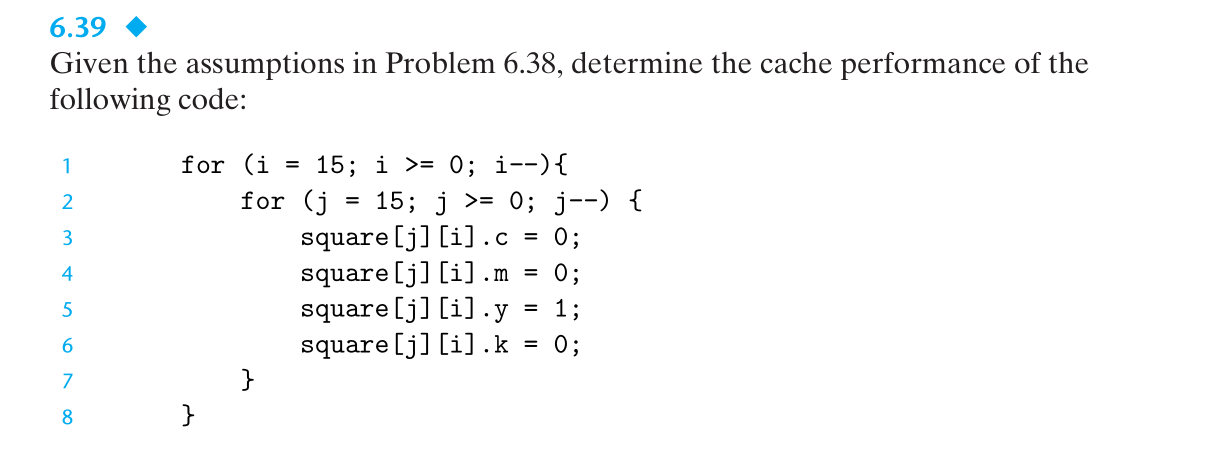 6.39 ◆
Given the assumptions in Problem 6.38, determine the cache performance of the
following code:
1 for (i = 15; i >= 0; i--){
2 for (j = 15; j >= 0; j--) {
3 square[j][i].c = 0;
4 square[j][i].m = 0;
5 square[j][i].y = 1;
6 square[j][i].k = 0;
7 }
8 }